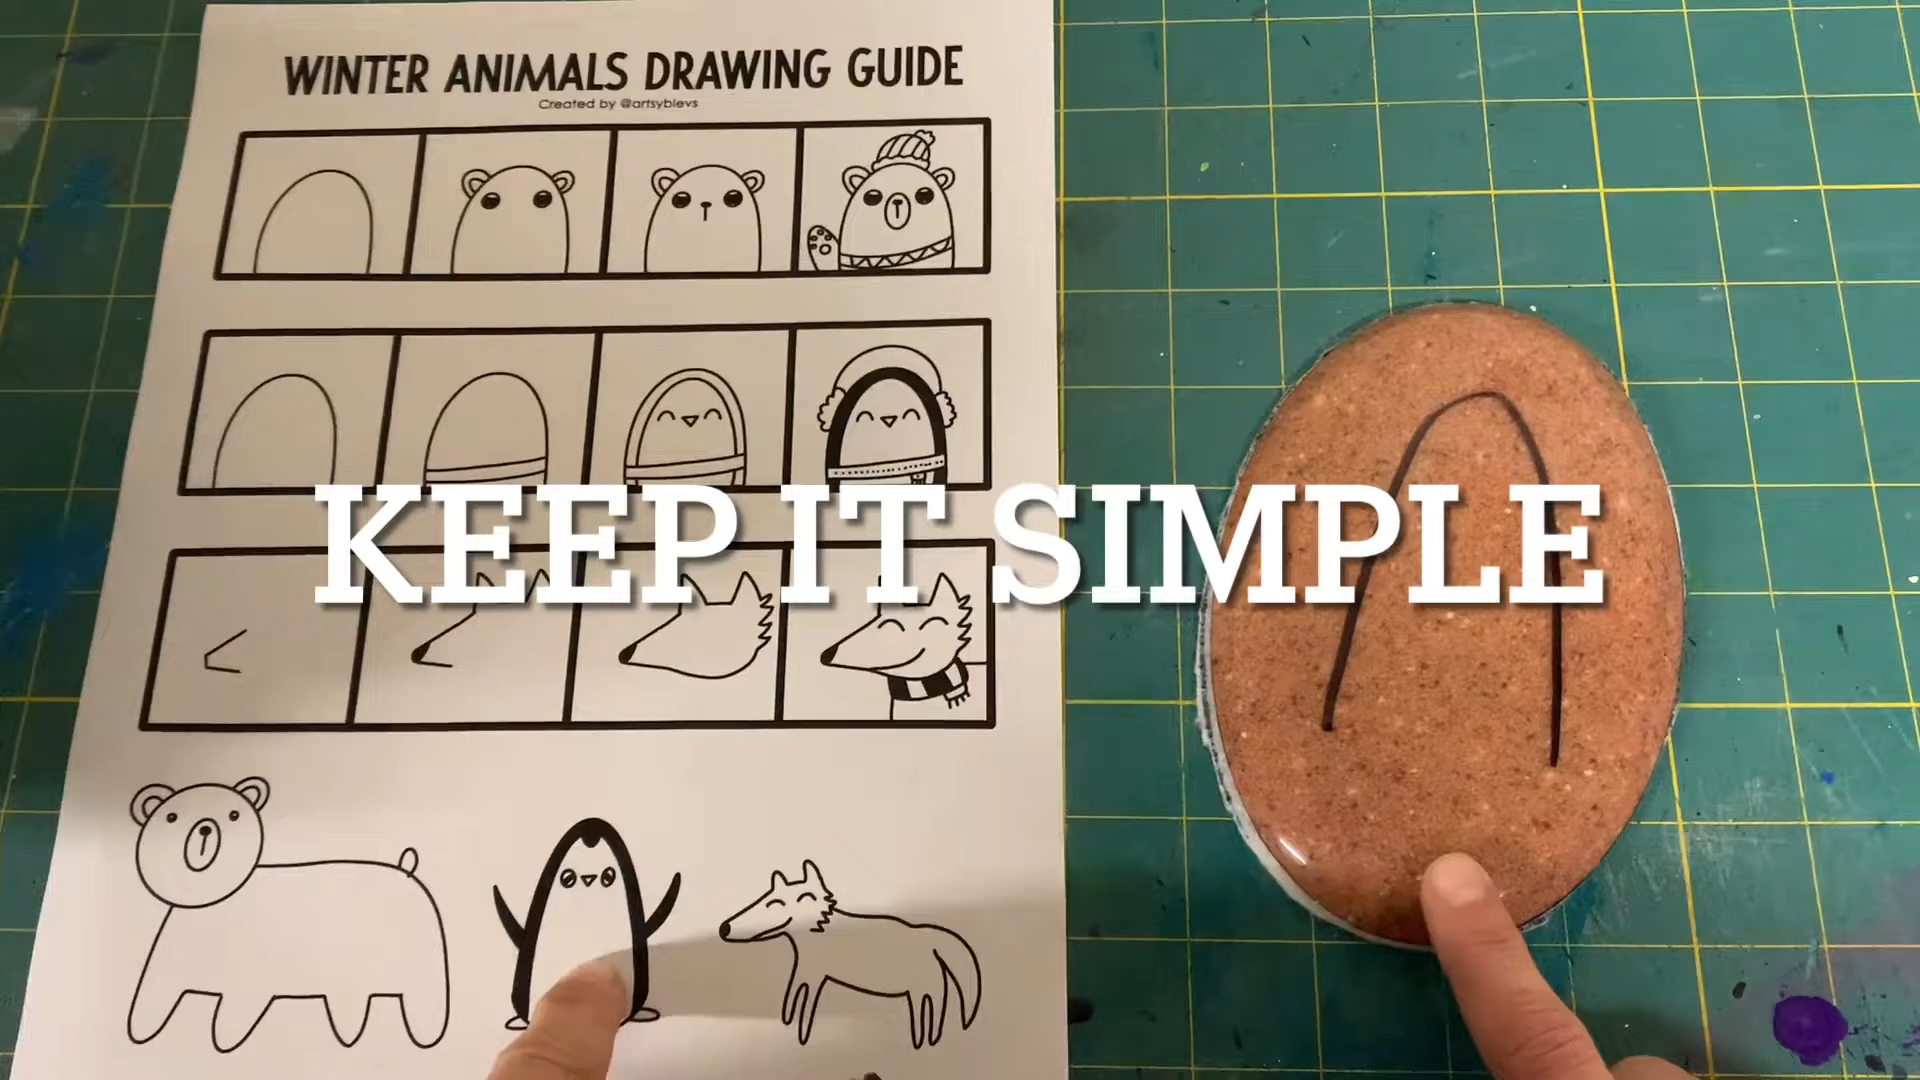 WINTER ANIMALS DRAWING GUIDE
Created by @artsyblevs
KEEP IT SIMPLE